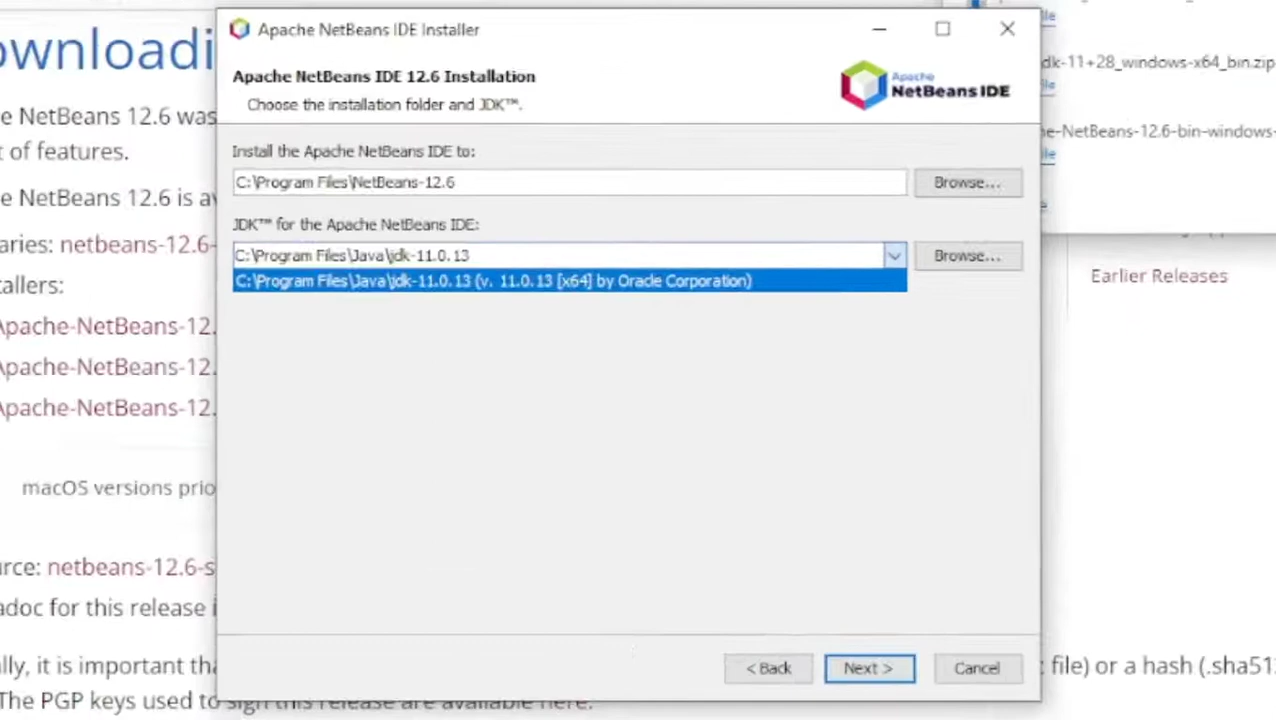 Apache NetBeans IDE Installer
Apache NetBeans IDE 12.6 Installation
Choose the installation folder and JDK™.
Apache
NetBeans IDE
Install the Apache NetBeans IDE to:
C:\Program Files\NetBeans-12.6
Browse...
JDK™ for the Apache NetBeans IDE:
C:\Program Files\Java\jdk-11.0.13
Browse...
C:\Program Files\Java\jdk-11.0.13 (v. 11.0.13 [x64] by Oracle Corporation)
< Back
Next >
Cancel
ownloadi
e NetBeans 12.6 was
t of features.
e NetBeans 12.6 is av
aries: netbeans-12.6-
allers:
Apache-NetBeans-12.
Apache-NetBeans-12.
Apache-NetBeans-12.
macOS versions prio
urce: netbeans-12.6-s
adoc for this release i
lly, it is important tha
file) or a hash (.sha51
The PGP keys used to sign this release are available here.
dk-11+28_windows-x64_bin.zip
ile
he-NetBeans-12.6-bin-windows-
ile
Earlier Releases